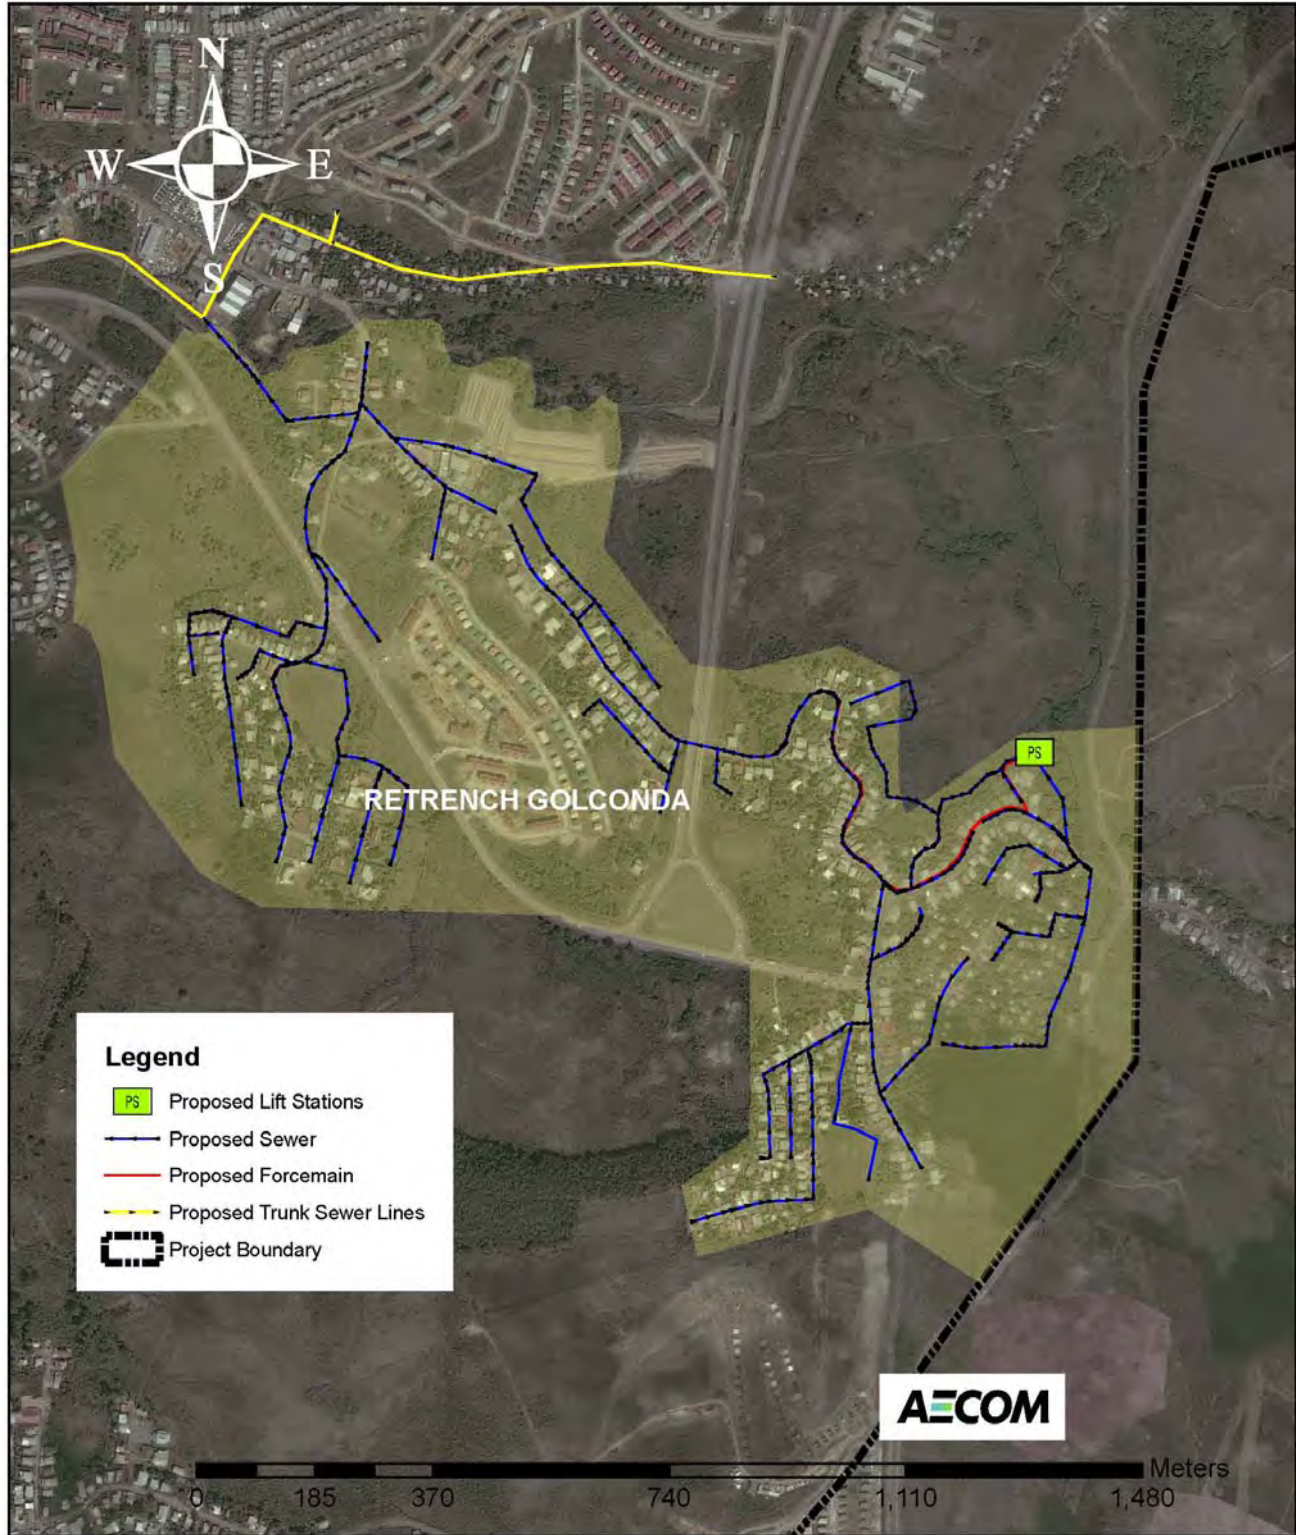 N
W E
S
PS
RETRENCH GOLCONDA
Legend
PS Proposed Lift Stations
Proposed Sewer
Proposed Forcemain
Proposed Trunk Sewer Lines
Project Boundary
AECOM
Meters
0 185 370 740 1,110 1,480